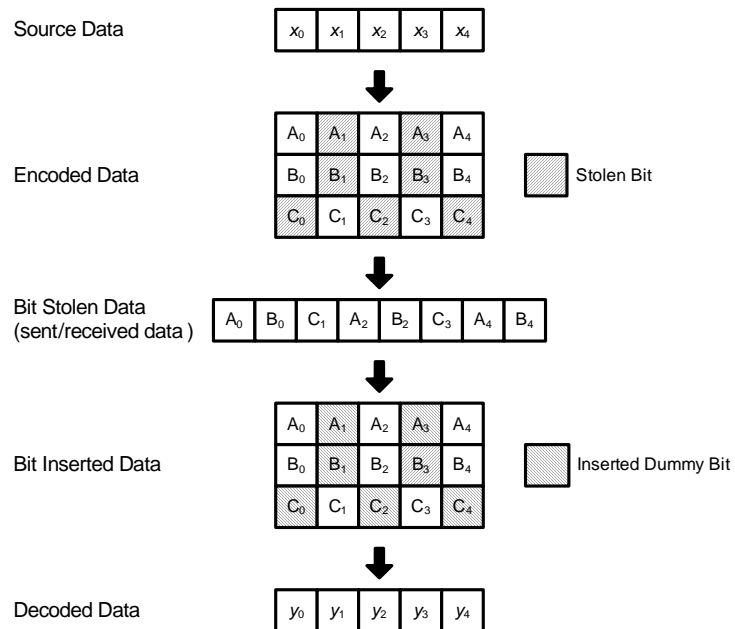 Source Data
x0 x1 x2 x3 x4
A0 A1 A2 A3 A4
Encoded Data
B0 B1 B2 B3 B4
Stolen Bit
C0 C1 C2 C3 C4
Bit Stolen Data
(sent/received data )
A0 B0 C1 A2 B2 C3 A4 B4
A0 A1 A2 A3 A4
Bit Inserted Data
B0 B1 B2 B3 B4
Inserted Dummy Bit
C0 C1 C2 C3 C4
Decoded Data
y0 y1 y2 y3 y4